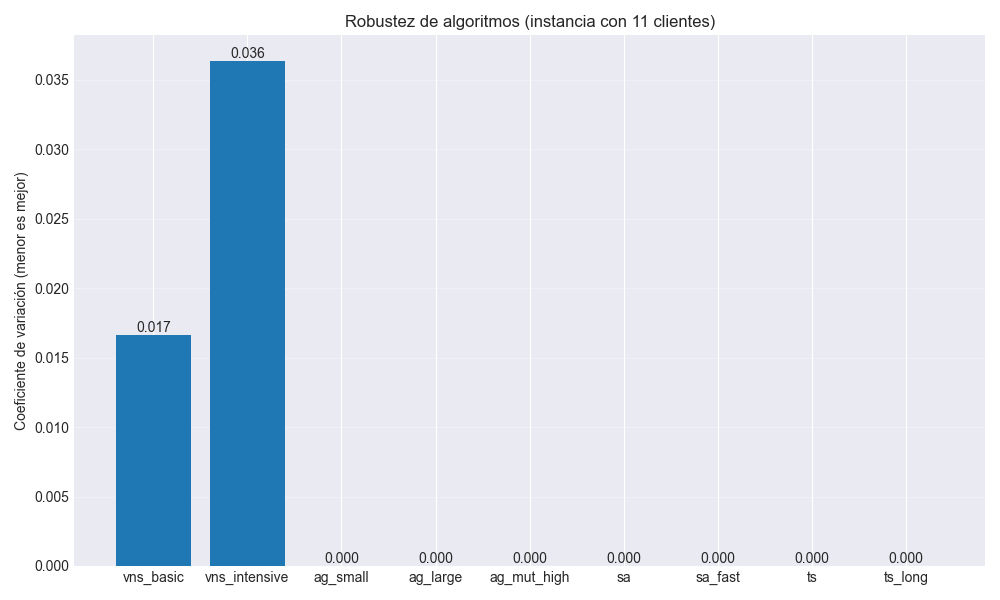 Robustez de algoritmos (instancia con 11 clientes)
Coeficiente de variación (menor es mejor)
0.035
0.030
0.025
0.020
0.015
0.010
0.005
0.000
0.017
0.036
0.000
0.000
0.000
0.000
0.000
0.000
0.000
vns_basic
vns_intensive
ag_small
ag_large
ag_mut_high
sa
sa_fast
ts
ts_long